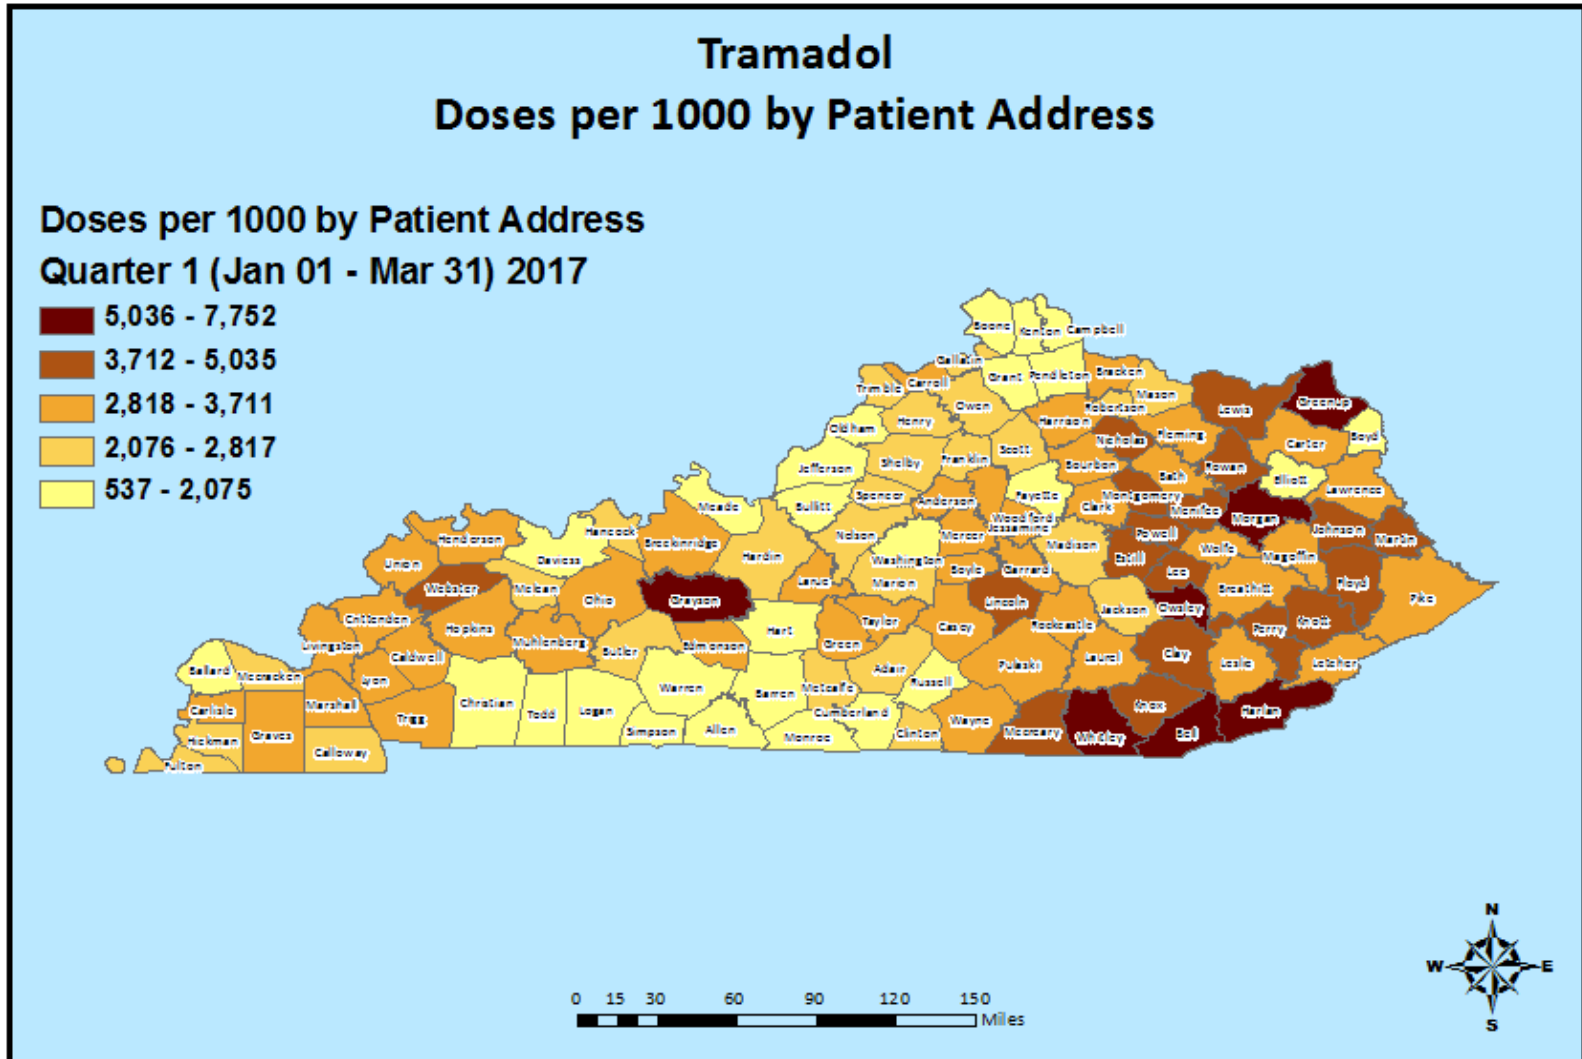 Tramadol
Doses per 1000 by Patient Address
Doses per 1000 by Patient Address
Quarter 1 (Jan 01 - Mar 31) 2017
5,036 - 7,752
3,712 - 5,035
2,818 - 3,711
2,076 - 2,817
537 - 2,075
Boone Kenton Campbell
Gallatin
Trimble Carroll Grant Pendleton Bracken
Owen Robertson Mason Lewis Greenup
Oldham Henry Harrison Nicholas Fleming Carter Boyd
Jefferson Shelby Franklin Scott Bourbon Bath Rowan Elliott
Meade Bullitt Spencer Anderson Fayette Clark Montgomery Lawrence
Woodford Menifee Morgan
Hancock Nelson Mercer Jessamine Powell Johnson Martin
Henderson Daviess Breckinridge Hardin Washington Madison Estill Wolfe Magoffin
Union Webster Mclean Ohio Grayson Larue Marion Boyle Garrard Lee Breathitt Floyd Pike
Crittenden Hopkins Muhlenberg Hart Taylor Lincoln Jackson Owsley
Livingston Caldwell Butler Edmonson Green Casey Rockcastle Perry Knott
Ballard Mccracken Lyon Adair Pulaski Laurel Clay Leslie Letcher
Carlisle Marshall Trigg Christian Todd Logan Warren Barren Metcalfe Russell
Hickman Graves Simpson Allen Monroe Cumberland Clinton Wayne Mccreary Whitley Knox Bell Harlan
Fulton Calloway
N
W E
S
0 15 30 60 90 120 150
Miles